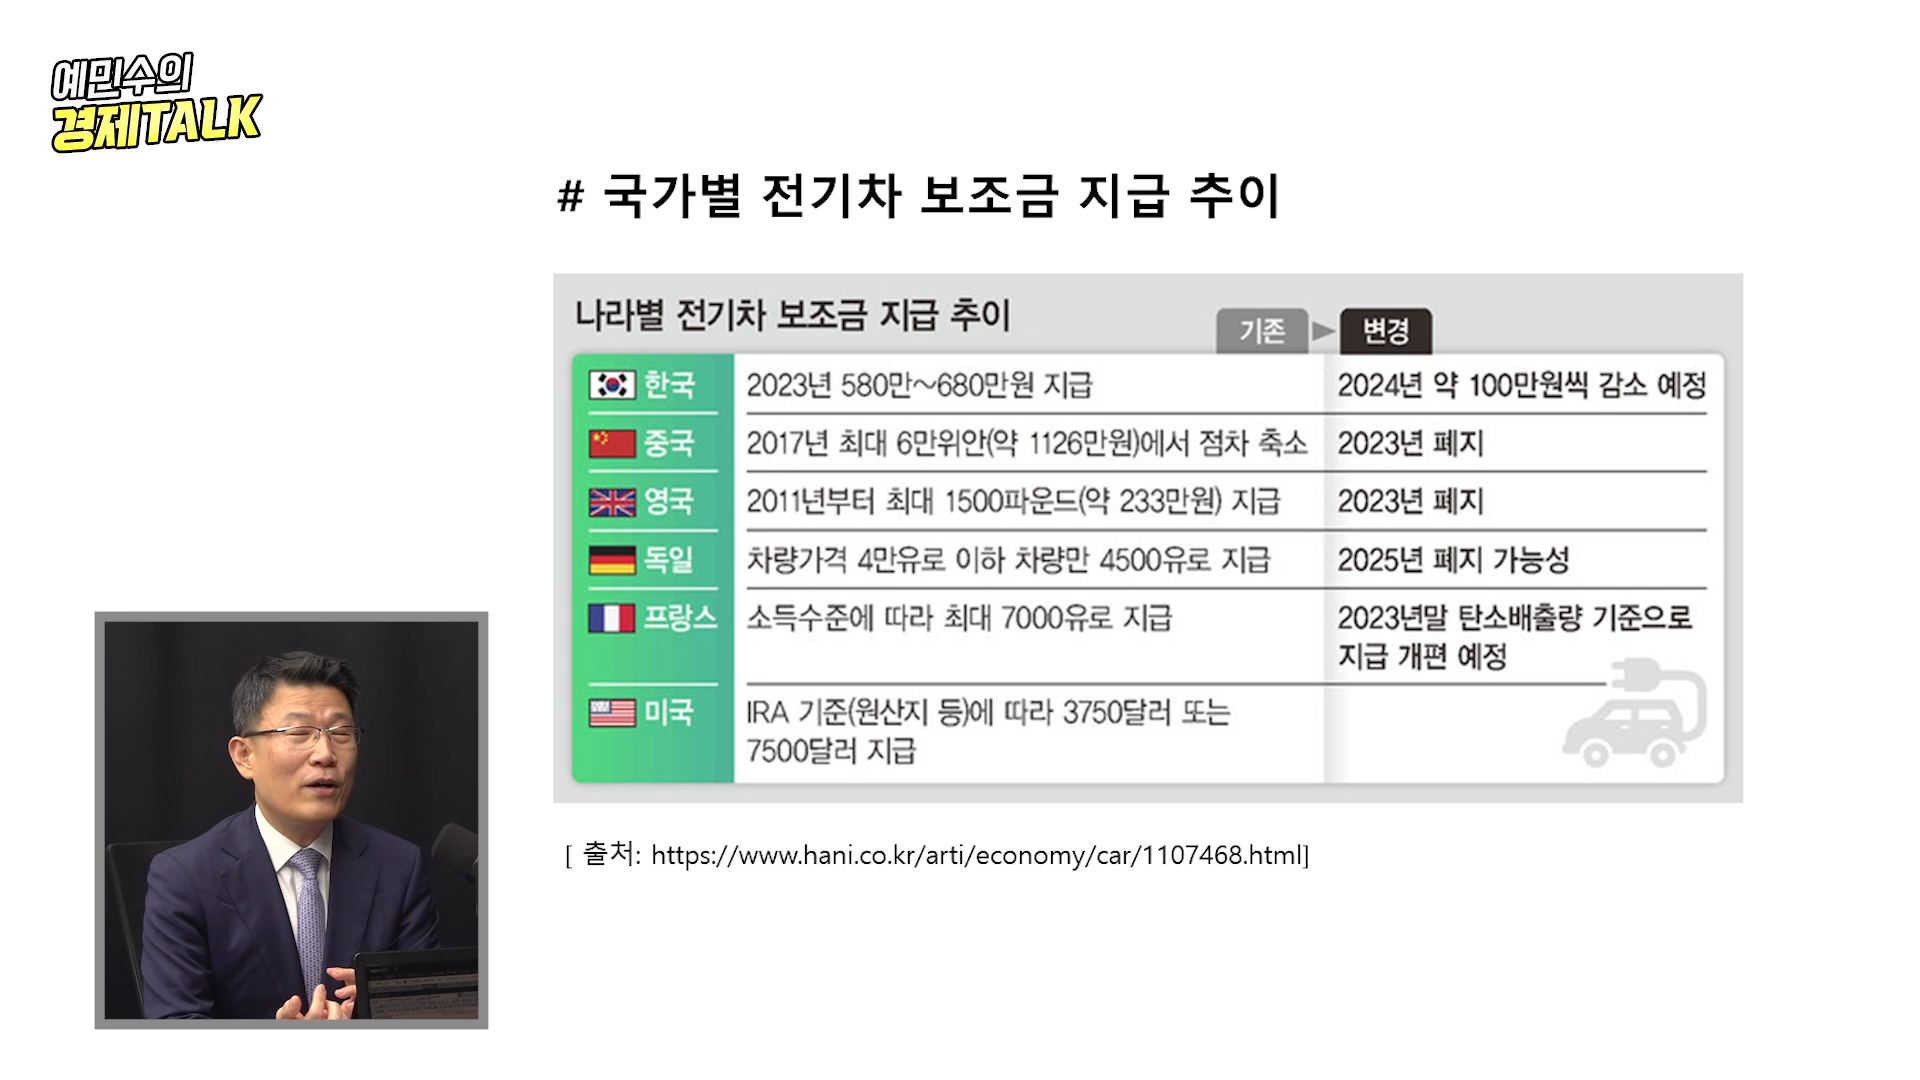 예민수의
경제TALK
# 국가별 전기차 보조금 지급 추이
나라별 전기차 보조금 지급 추이
기존 ▶ 변경
한국 2023년 580만~680만원 지급 2024년 약 100만원씩 감소 예정
중국 2017년 최대 6만위안(약 1126만원)에서 점차 축소 2023년 폐지
영국 2011년부터 최대 1500파운드(약 233만원) 지급 2023년 폐지
독일 차량가격 4만유로 이하 차량만 4500유로 지급 2025년 폐지 가능성
프랑스 소득수준에 따라 최대 7000유로 지급 2023년말 탄소배출량 기준으로
지급 개편 예정
미국 IRA 기준(원산지 등)에 따라 3750달러 또는
7500달러 지급
[ 출처: https://www.hani.co.kr/arti/economy/car/1107468.html]